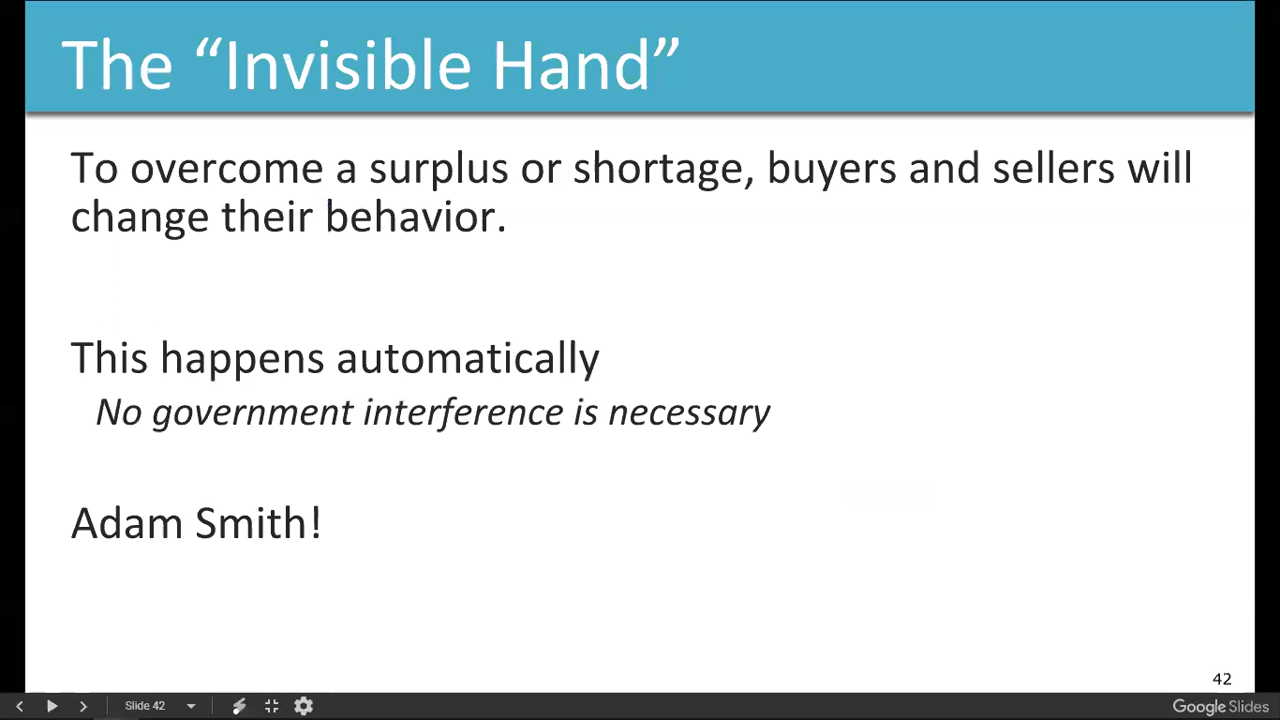 The “Invisible Hand”
To overcome a surplus or shortage, buyers and sellers will
change their behavior.
This happens automatically
No government interference is necessary
Adam Smith!
42
Slide 42
Google Slides